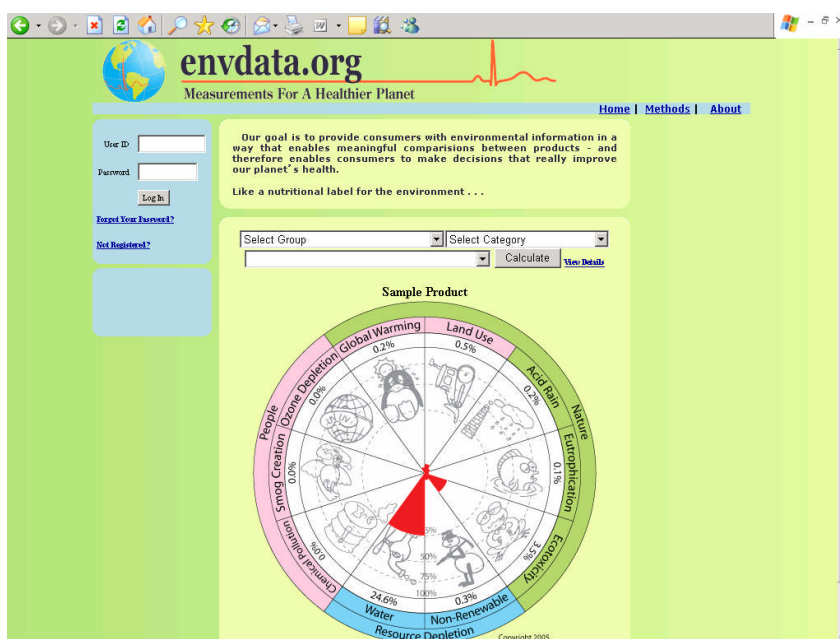 envdata.org
Measurements For A Healthier Planet
Home | Methods | About
User ID
Password
Log In
Forgot Your Password?
Not Registered?
Our goal is to provide consumers with environmental information in a
way that enables meaningful comparisions between products - and
therefore enables consumers to make decisions that really improve
our planet's health.
Like a nutritional label for the environment . . .
Select Group
Select Category
Calculate
View Details
Sample Product
Global Warming
0.2%
Land Use
0.5%
Acid Rain
0.2%
Nature
Eutrophication
0.1%
Ecotoxicity
3.5%
Non-Renewable
0.3%
Water
24.6%
Resource Depletion
Chemical Pollution
0.0%
Smog Creation
0.0%
Ozone Depletion
0.0%
People
UV UV
50%
75%
100%
Copyright 2005